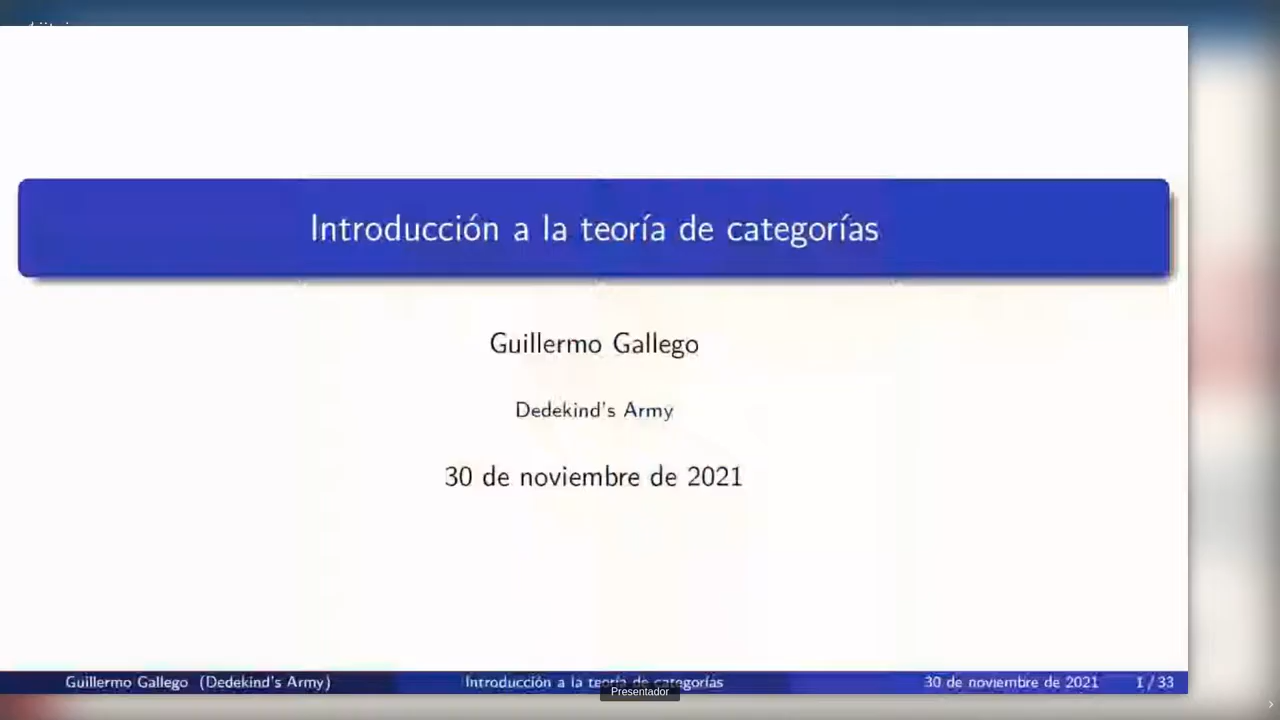 Introducción a la teoría de categorías
Guillermo Gallego
Dedekind's Army
30 de noviembre de 2021
Guillermo Gallego (Dedekind's Army) Introducción a la teoría de categorías 30 de noviembre de 2021 1 / 33
Presentador